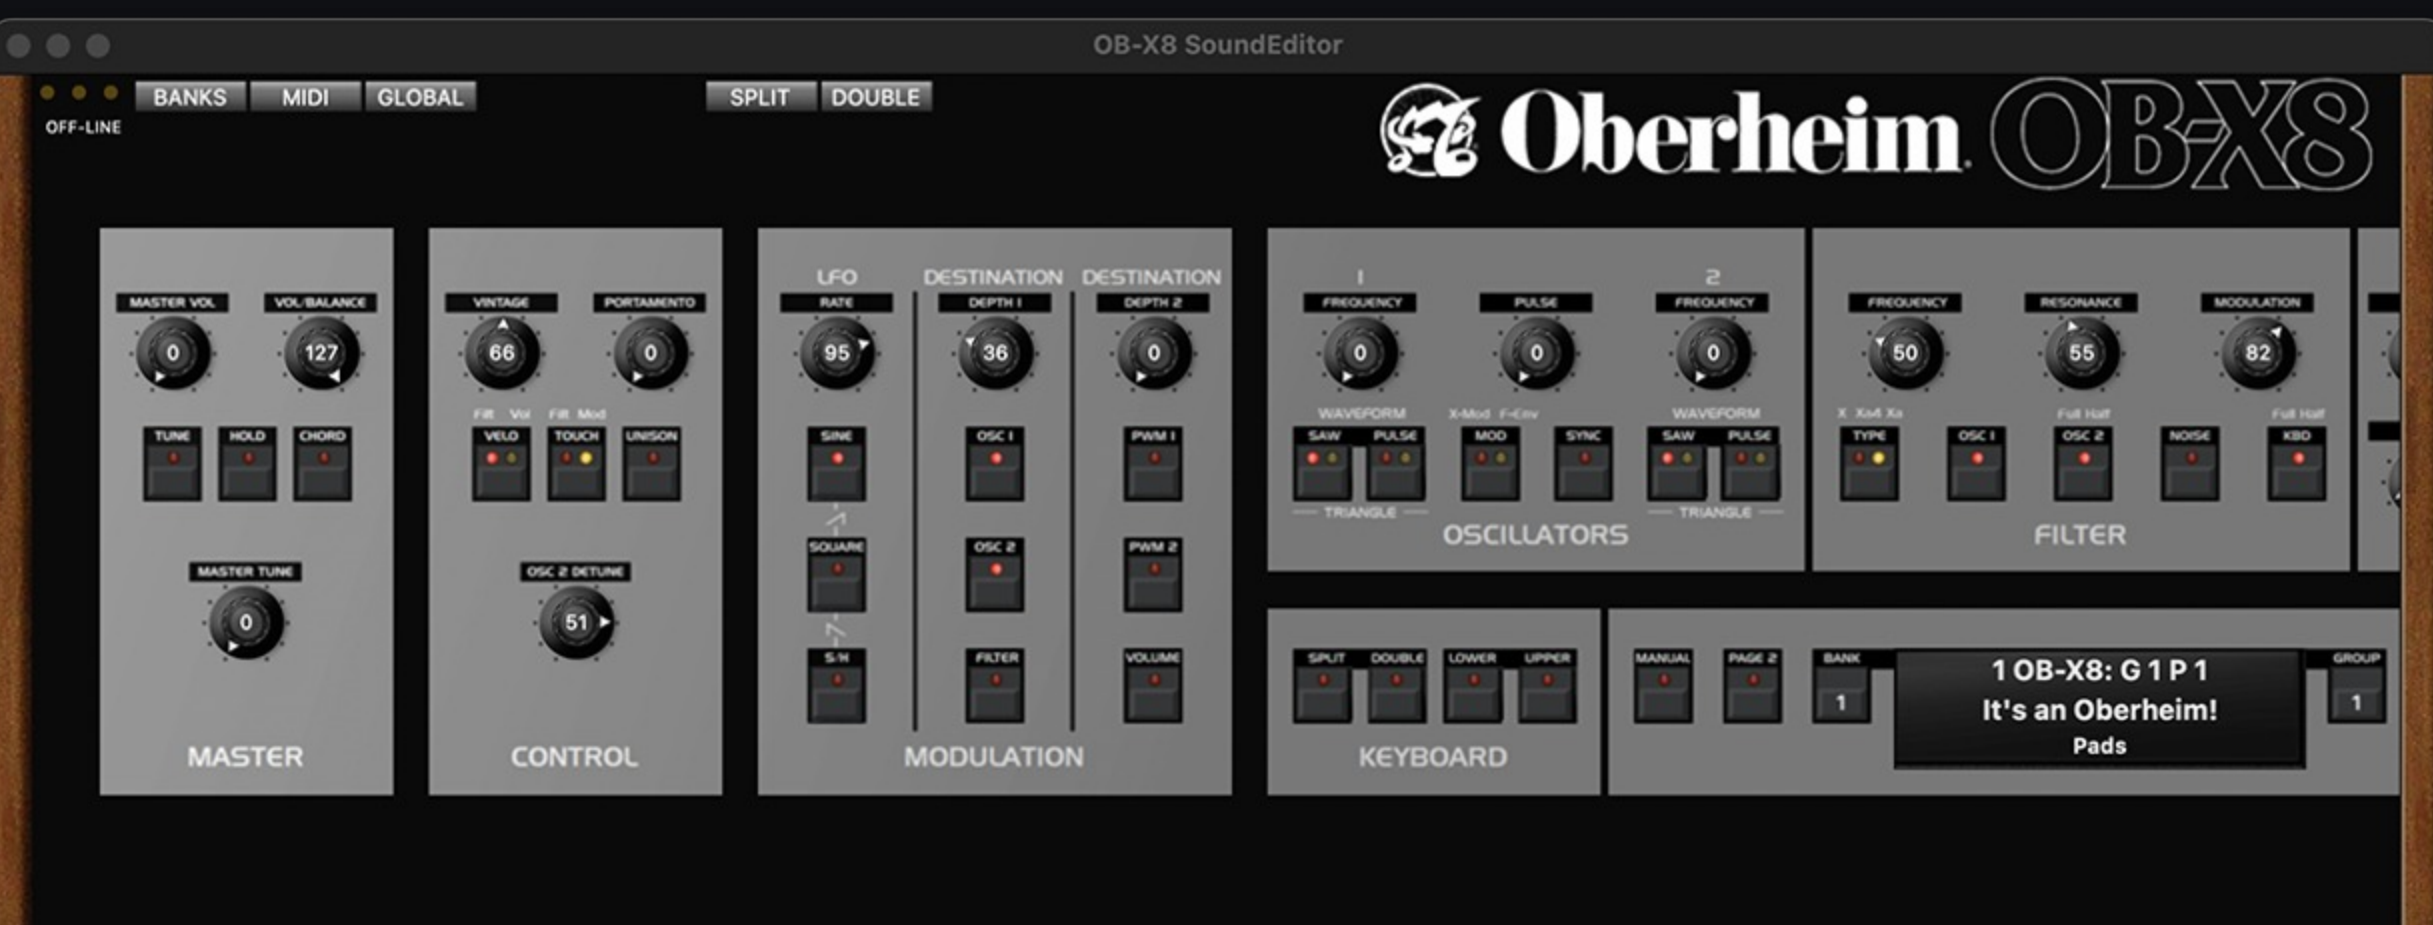 OB-X8 SoundEditor
BANKS MIDI GLOBAL SPLIT DOUBLE
OFF-LINE
Oberheim OB-X8
LFO DESTINATION DESTINATION 1 2
MASTER VOL VOL/BALANCE VINTAGE PORTAMENTO RATE DEPTH 1 DEPTH 2 FREQUENCY PULSE FREQUENCY FREQUENCY RESONANCE MODULATION
0 127 66 0 95 36 0 0 0 0 50 55 82
Filt Vol Filt Mod WAVEFORM X-Mod F-Env WAVEFORM Full Half Full Half
TUNE HOLD CHORD VELO TOUCH UNISON SINE OSC 1 PWM 1 SAW PULSE MOD SYNC SAW PULSE TYPE OSC 1 OSC 2 NOISE KBD
TRIANGLE TRIANGLE
OSCILLATORS FILTER
SQUARE OSC 2 PWM 2
MASTER TUNE OSC 2 DETUNE
0 51
S/H FILTER VOLUME SPLIT DOUBLE LOWER UPPER MANUAL PAGE 2 BANK GROUP
1 OB-X8: G 1 P 1
1 It's an Oberheim! 1
Pads
MASTER CONTROL MODULATION KEYBOARD